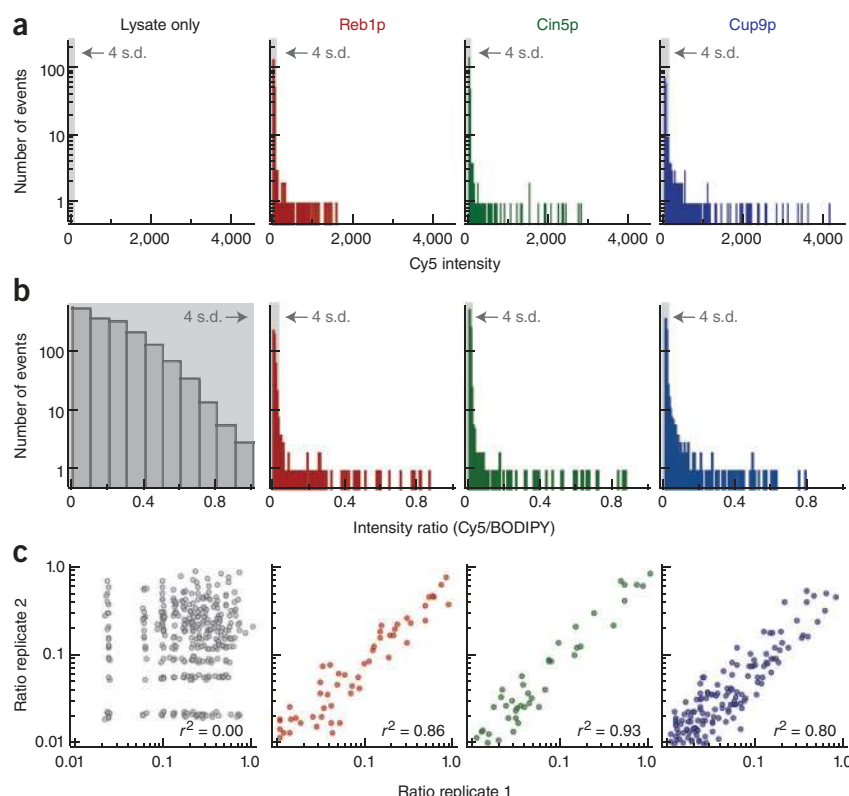 a
Lysate only Reb1p Cin5p Cup9p
4 s.d. 4 s.d. 4 s.d. 4 s.d.
Number of events
100
10
1
0 2,000 4,000 0 2,000 4,000 0 2,000 4,000 0 2,000 4,000
Cy5 intensity
b
4 s.d. 4 s.d. 4 s.d. 4 s.d.
Number of events
100
10
1
0 0.4 0.8 0 0.4 0.8 0 0.4 0.8 0 0.4 0.8
Intensity ratio (Cy5/BODIPY)
c
Ratio replicate 2
1.0
0.1
0.01
r² = 0.00 r² = 0.86 r² = 0.93 r² = 0.80
0.01 0.1 1.0 0.1 1.0 0.1 1.0 0.1 1.0
Ratio replicate 1